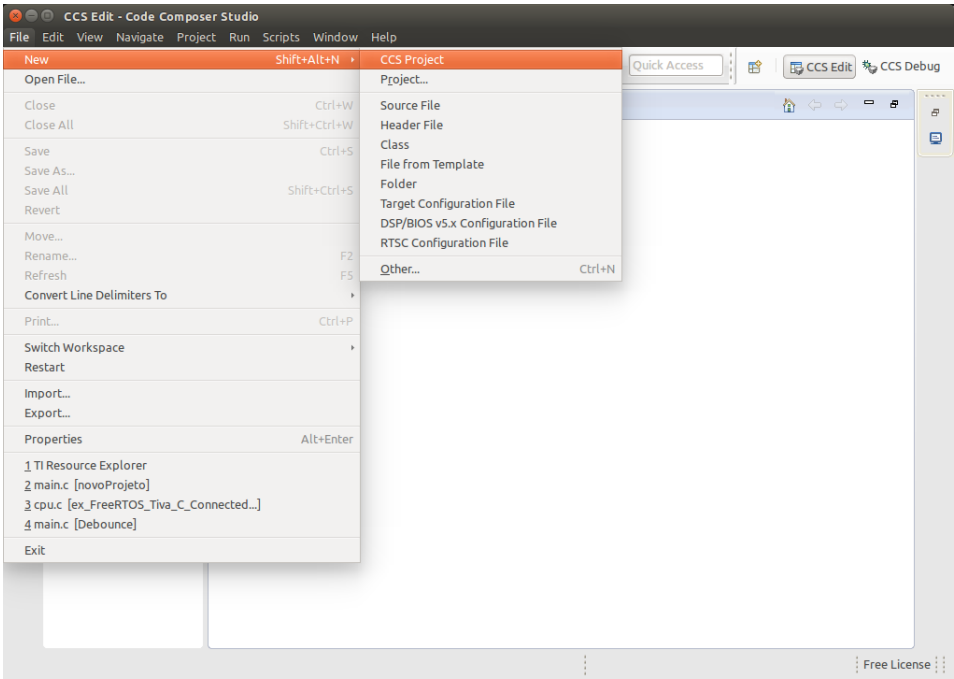 CCS Edit - Code Composer Studio
File Edit View Navigate Project Run Scripts Window Help
Quick Access
CCS Edit
CCS Debug
New Shift+Alt+N
Open File...
Close Ctrl+W
Close All Shift+Ctrl+W
Save Ctrl+S
Save As...
Save All Shift+Ctrl+S
Revert
Move...
Rename... F2
Refresh F5
Convert Line Delimiters To
Print... Ctrl+P
Switch Workspace
Restart
Import...
Export...
Properties Alt+Enter
1 TI Resource Explorer
2 main.c [novoProjeto]
3 cpu.c [ex_FreeRTOS_Tiva_C_Connected...]
4 main.c [Debounce]
Exit
CCS Project
Project...
Source File
Header File
Class
File from Template
Folder
Target Configuration File
DSP/BIOS v5.x Configuration File
RTSC Configuration File
Other... Ctrl+N
Free License